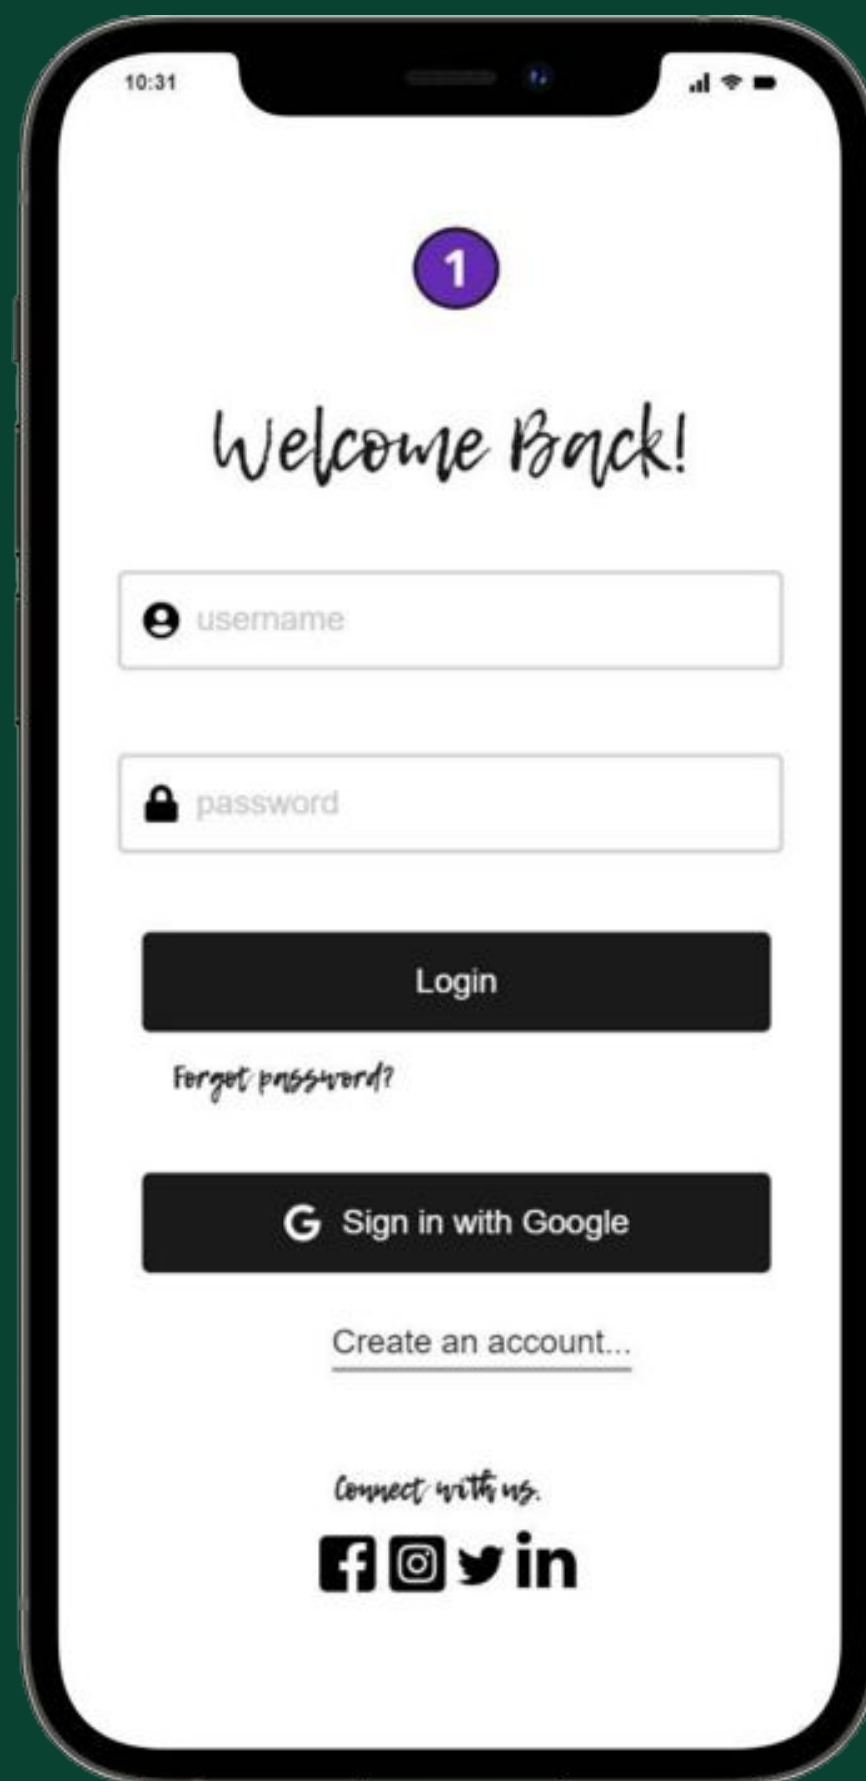 10:31
1
Welcome Back!
username
password
Login
Forgot password?
G Sign in with Google
Create an account...
Connect with us.
f in